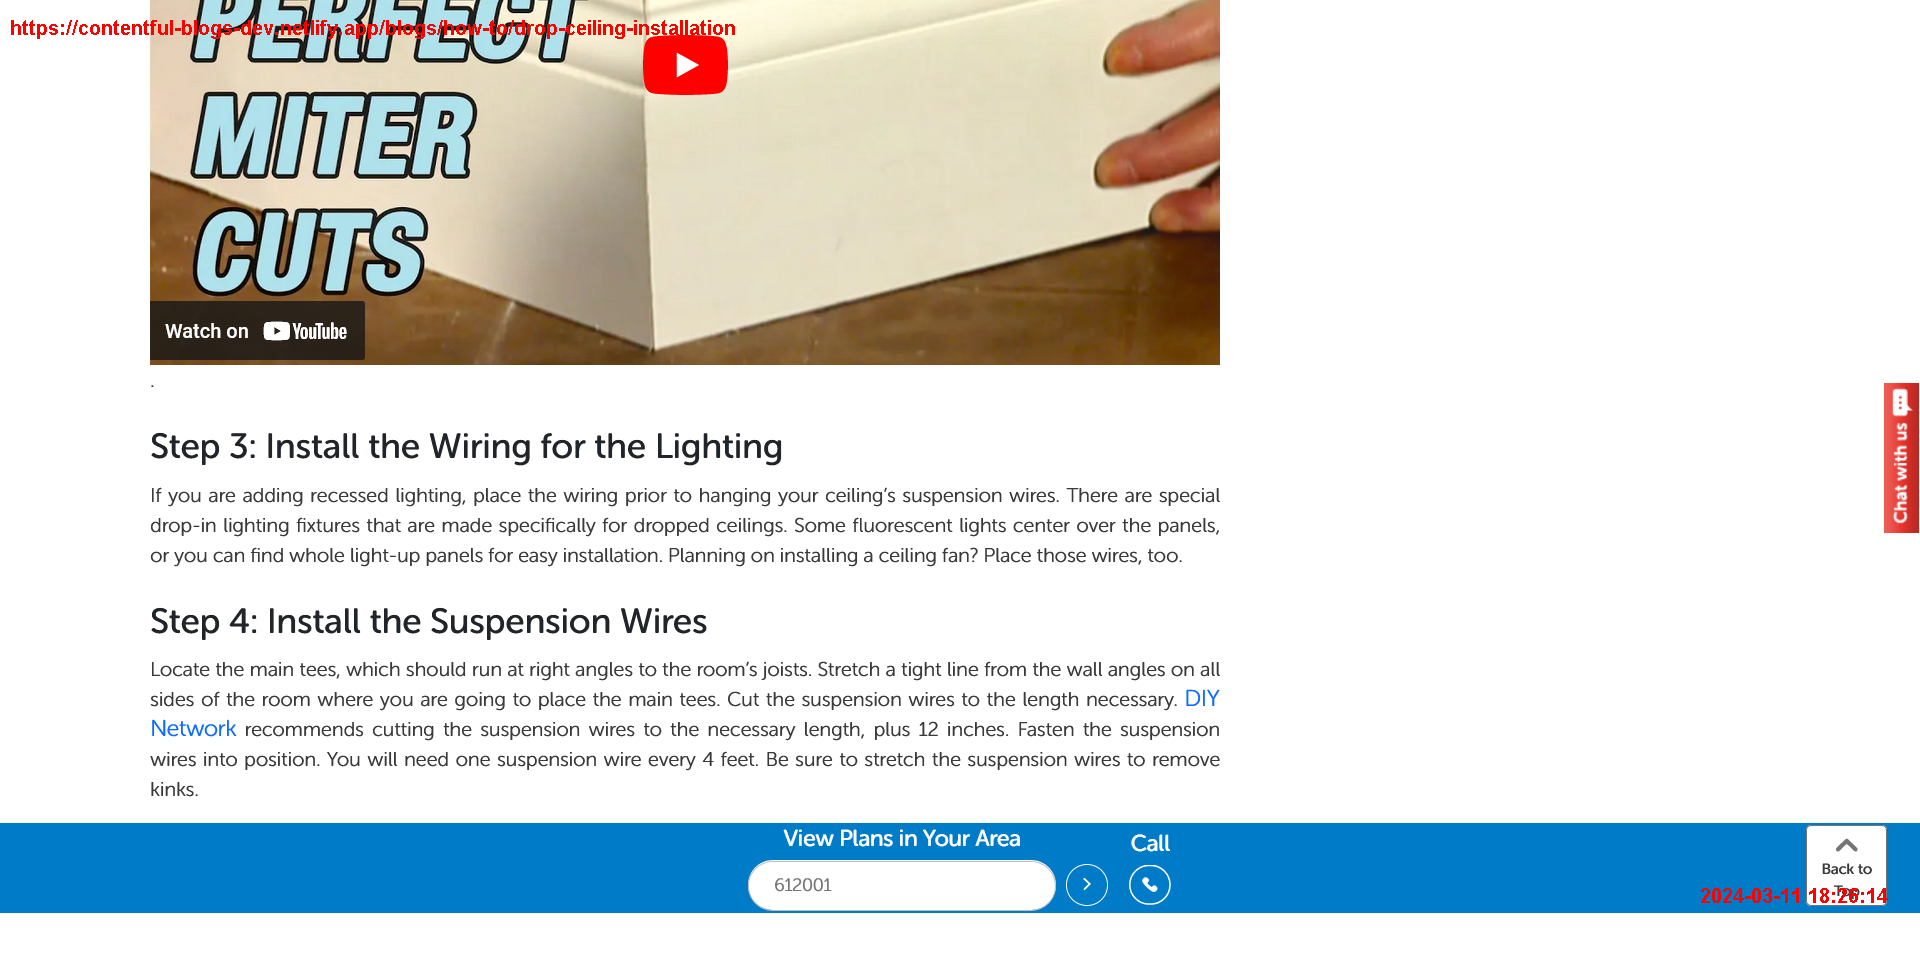 PERFECT
https://contentful-blogs-dev.netlify.app/blogs/how-to/drop-ceiling-installation
MITER
CUTS
Watch on YouTube
.
Step 3: Install the Wiring for the Lighting
If you are adding recessed lighting, place the wiring prior to hanging your ceiling’s suspension wires. There are special
drop-in lighting fixtures that are made specifically for dropped ceilings. Some fluorescent lights center over the panels,
or you can find whole light-up panels for easy installation. Planning on installing a ceiling fan? Place those wires, too.
Chat with us
Step 4: Install the Suspension Wires
Locate the main tees, which should run at right angles to the room’s joists. Stretch a tight line from the wall angles on all
sides of the room where you are going to place the main tees. Cut the suspension wires to the length necessary. DIY
Network recommends cutting the suspension wires to the necessary length, plus 12 inches. Fasten the suspension
wires into position. You will need one suspension wire every 4 feet. Be sure to stretch the suspension wires to remove
kinks.
View Plans in Your Area
Call
612001
Back to
Top
2024-03-11 18:26:14